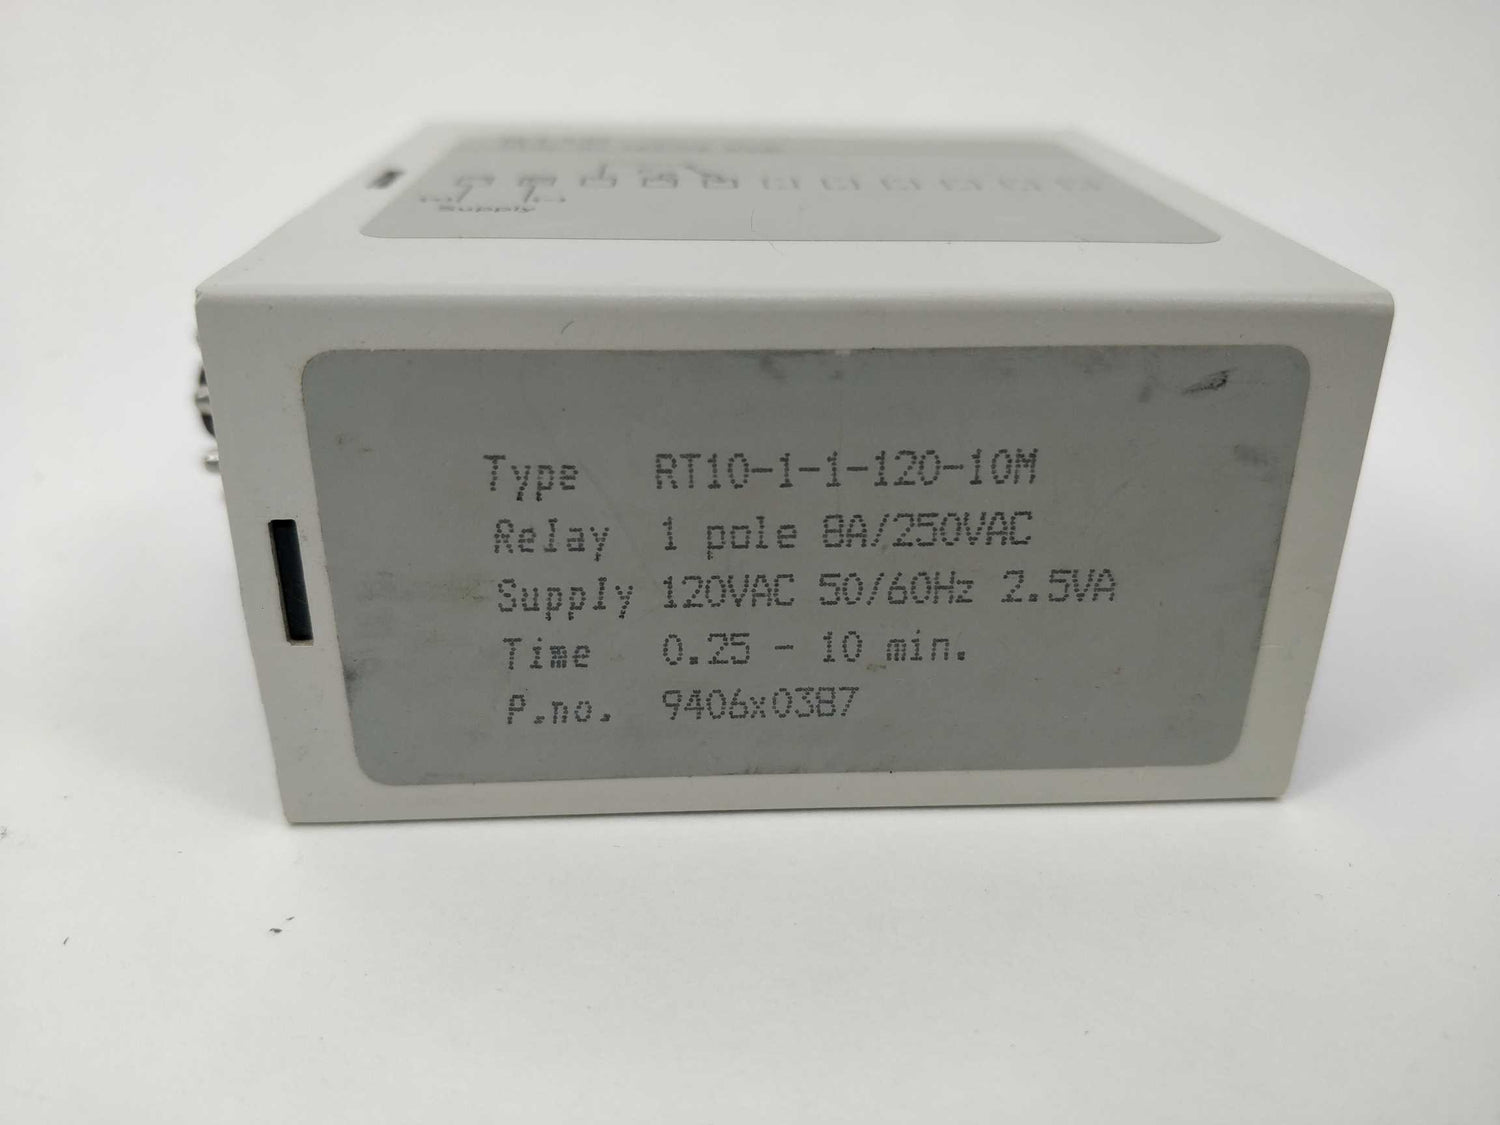 Supply
Type RT10-1-1-120-10M
Relay 1 pole 8A/250VAC
Supply 120VAC 50/60Hz 2.5VA
Time 0.25 - 10 min.
P.no. 9406x0387